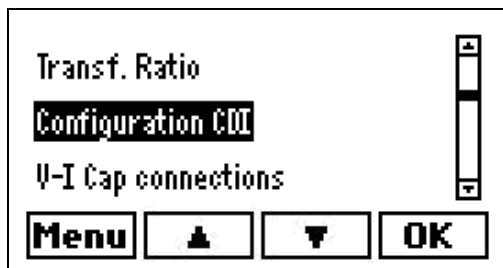 Transf. Ratio
Configuration CDI
V-I Cap connections
Menu ▲ ▼ OK